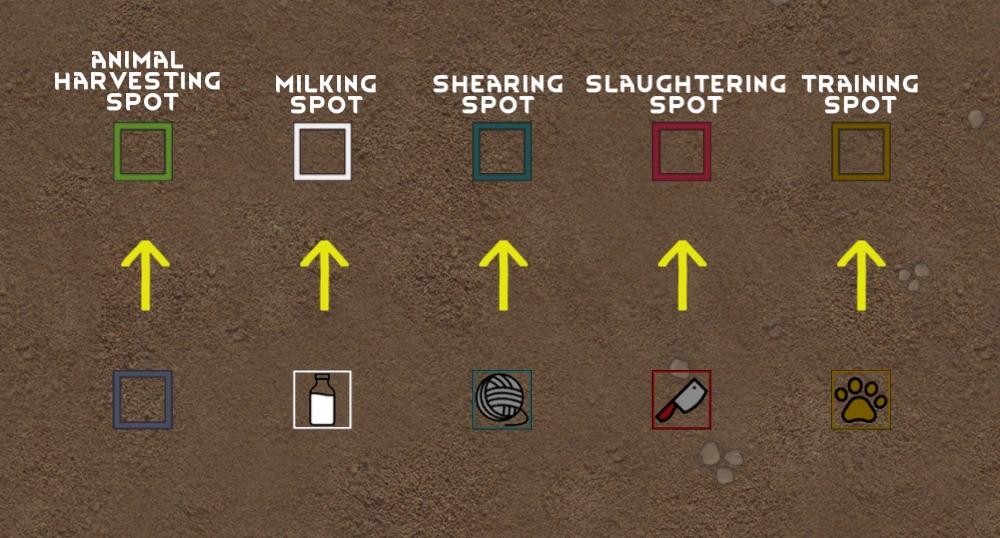 ANIMAL
HARVESTING
SPOT
MILKING
SPOT
SHEARING
SPOT
SLAUGHTERING
SPOT
TRAINING
SPOT